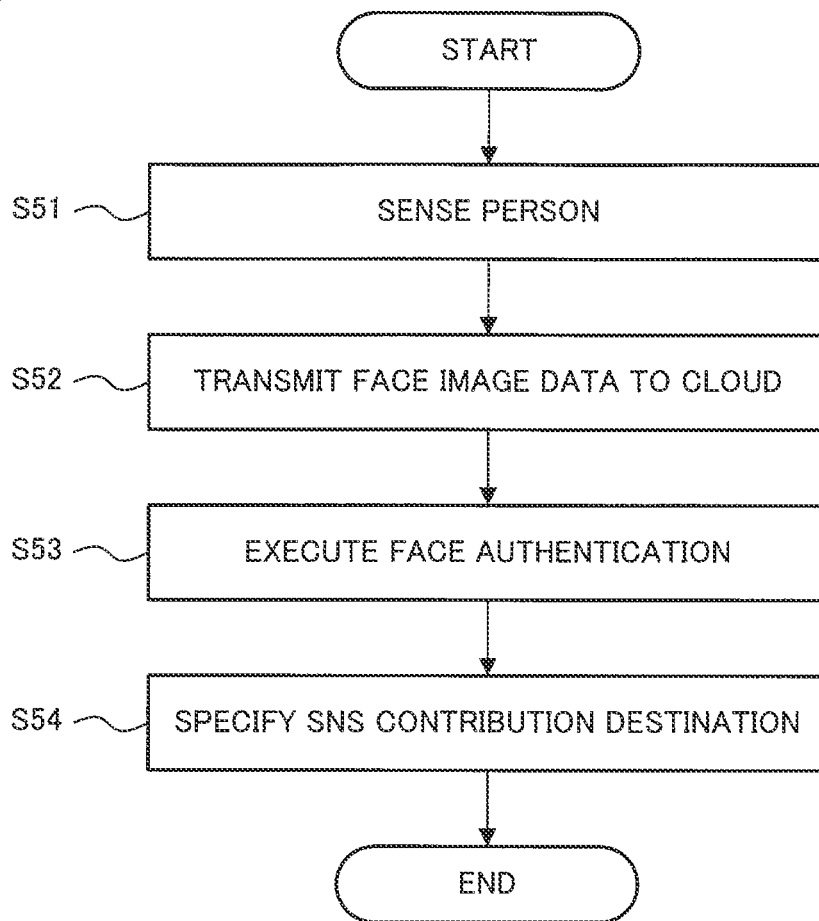 START
S51 SENSE PERSON
S52 TRANSMIT FACE IMAGE DATA TO CLOUD
S53 EXECUTE FACE AUTHENTICATION
S54 SPECIFY SNS CONTRIBUTION DESTINATION
END